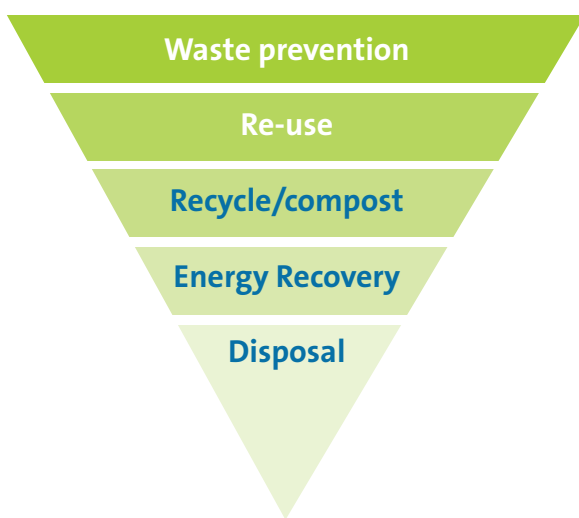 Waste prevention
Re-use
Recycle/compost
Energy Recovery
Disposal